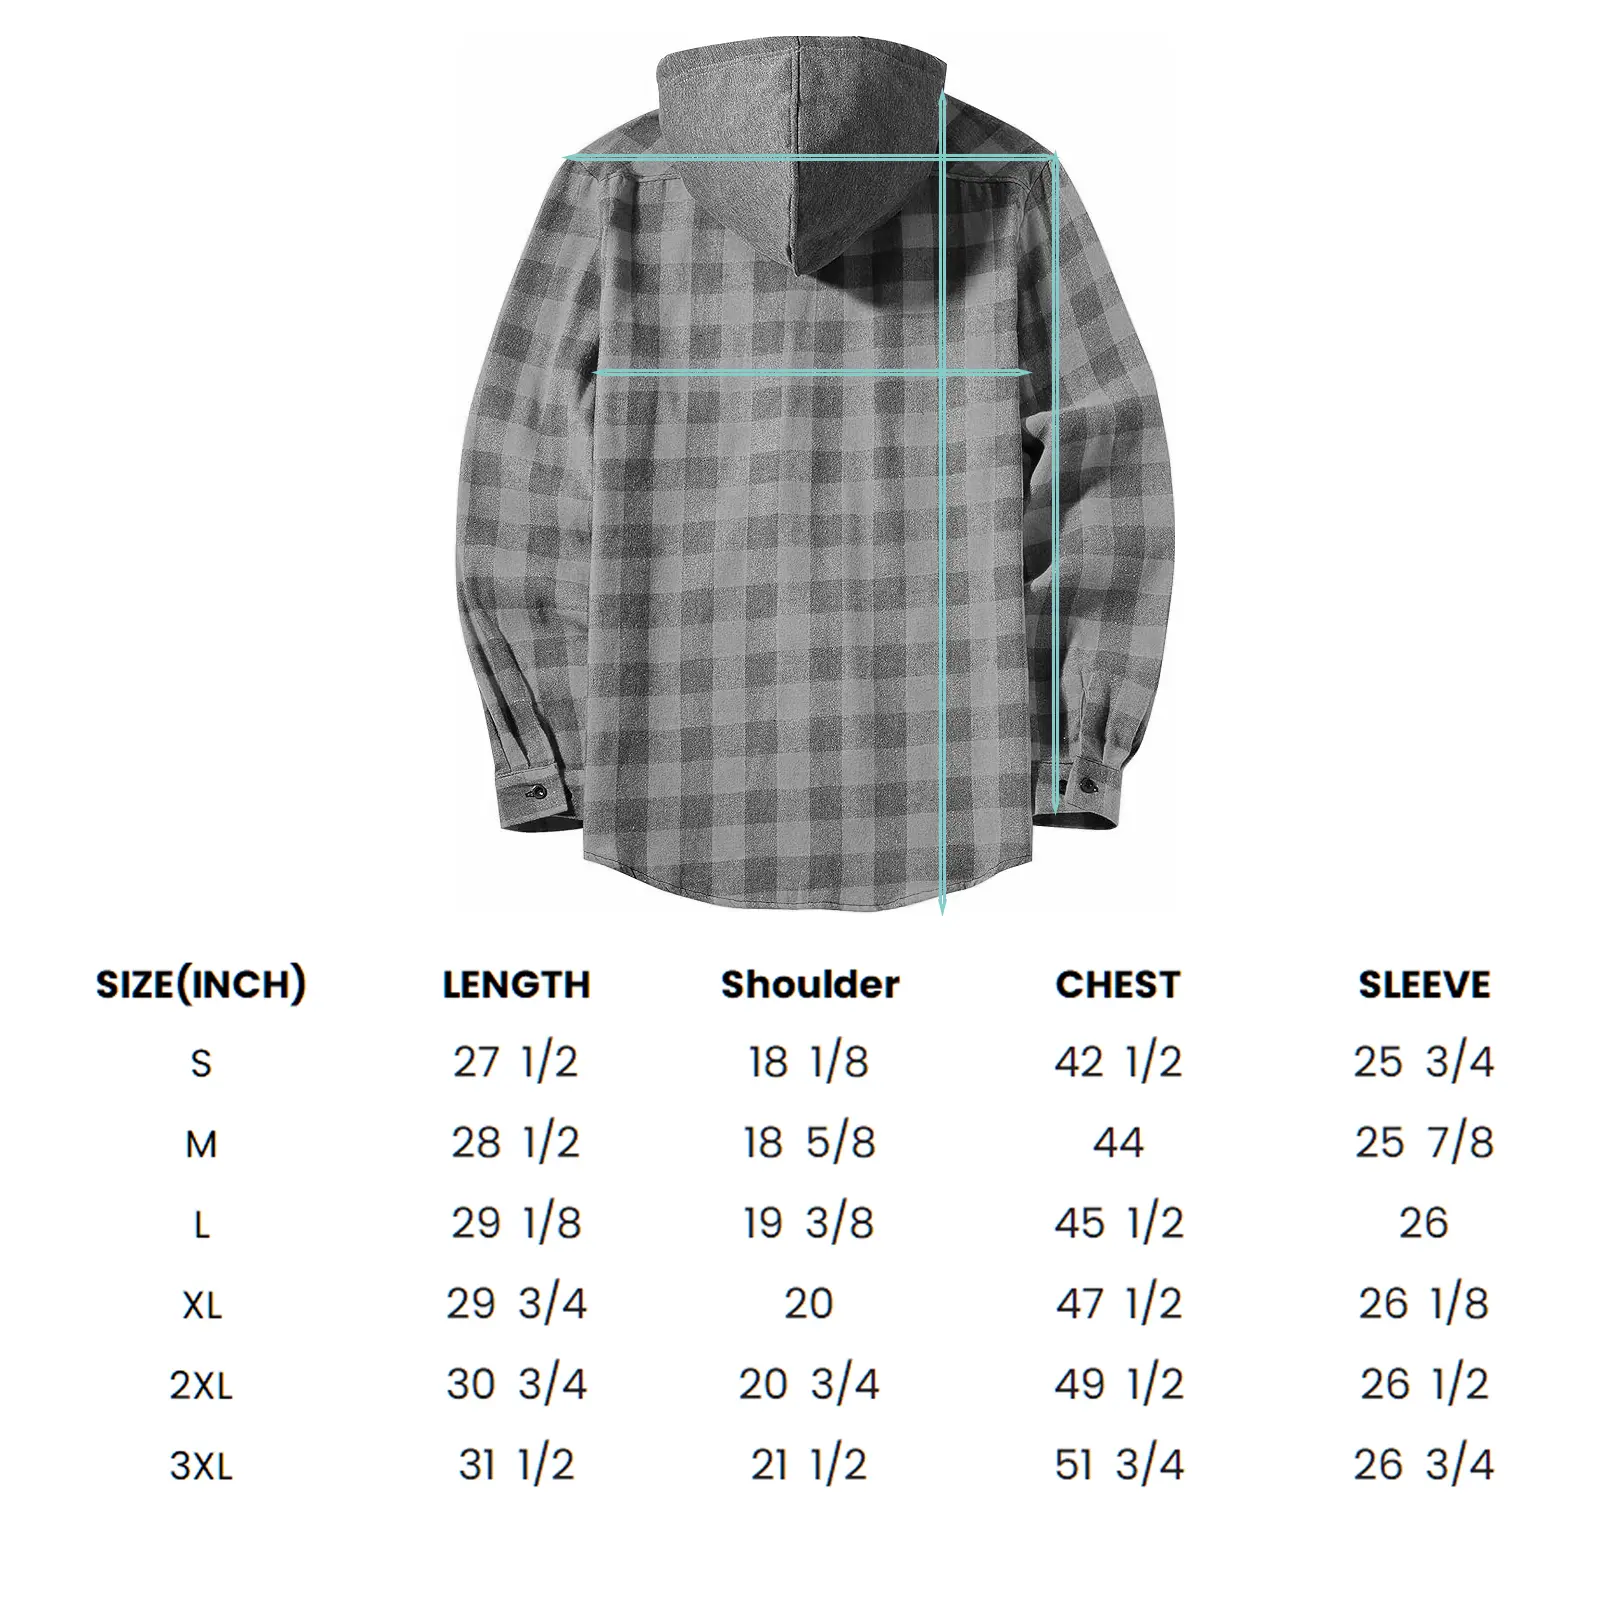 SIZE(INCH) LENGTH Shoulder CHEST SLEEVE
S 27 1/2 18 1/8 42 1/2 25 3/4
M 28 1/2 18 5/8 44 25 7/8
L 29 1/8 19 3/8 45 1/2 26
XL 29 3/4 20 47 1/2 26 1/8
2XL 30 3/4 20 3/4 49 1/2 26 1/2
3XL 31 1/2 21 1/2 51 3/4 26 3/4